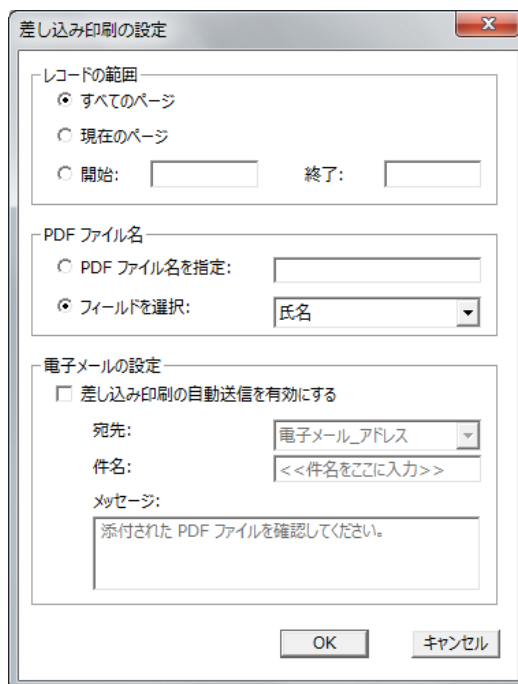 差し込み印刷の設定
レコードの範囲
すべてのページ
現在のページ
開始: 終了:
PDF ファイル名
PDF ファイル名を指定:
フィールドを選択: 氏名
電子メールの設定
差し込み印刷の自動送信を有効にする
宛先: 電子メール_アドレス
件名: <<件名をここに入力>>
メッセージ:
添付された PDF ファイルを確認してください。
OK キャンセル